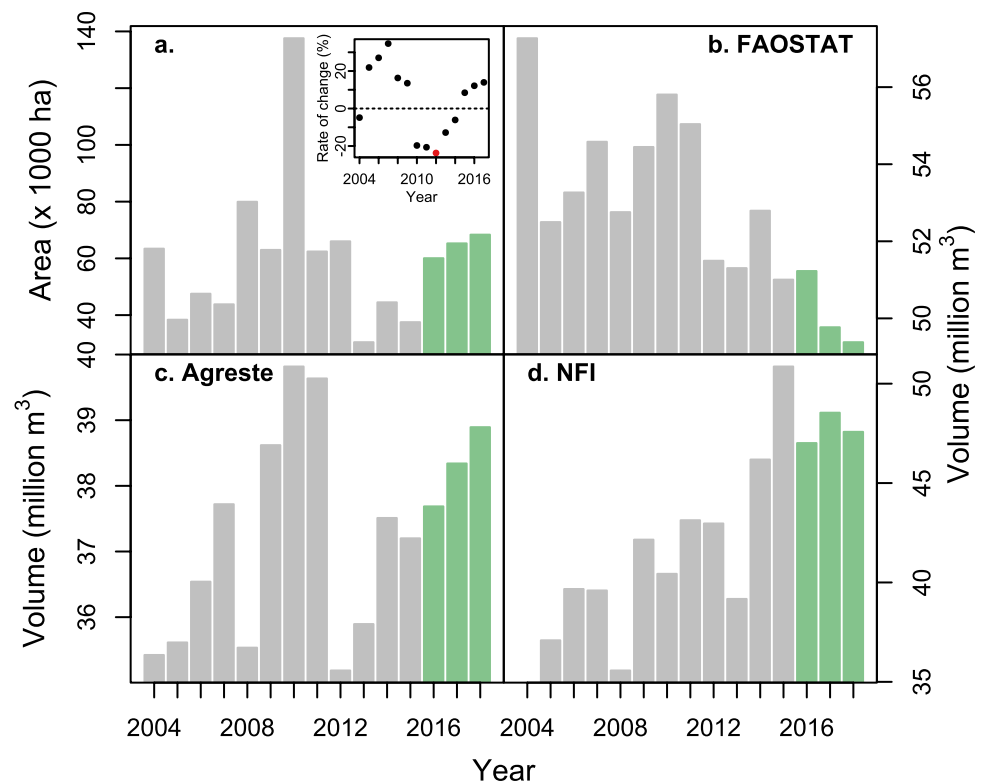 a.
b. FAOSTAT
c. Agreste
d. NFI
Area (x 1000 ha)
140
100
80
60
40
Rate of change (%)
20
0
-20
2004 2010 2016
Year
56
54
52
50
Volume (million m³)
40
39
38
37
36
Volume (million m³)
50
45
40
35
2004 2008 2012 2016 2004 2008 2012 2016
Year